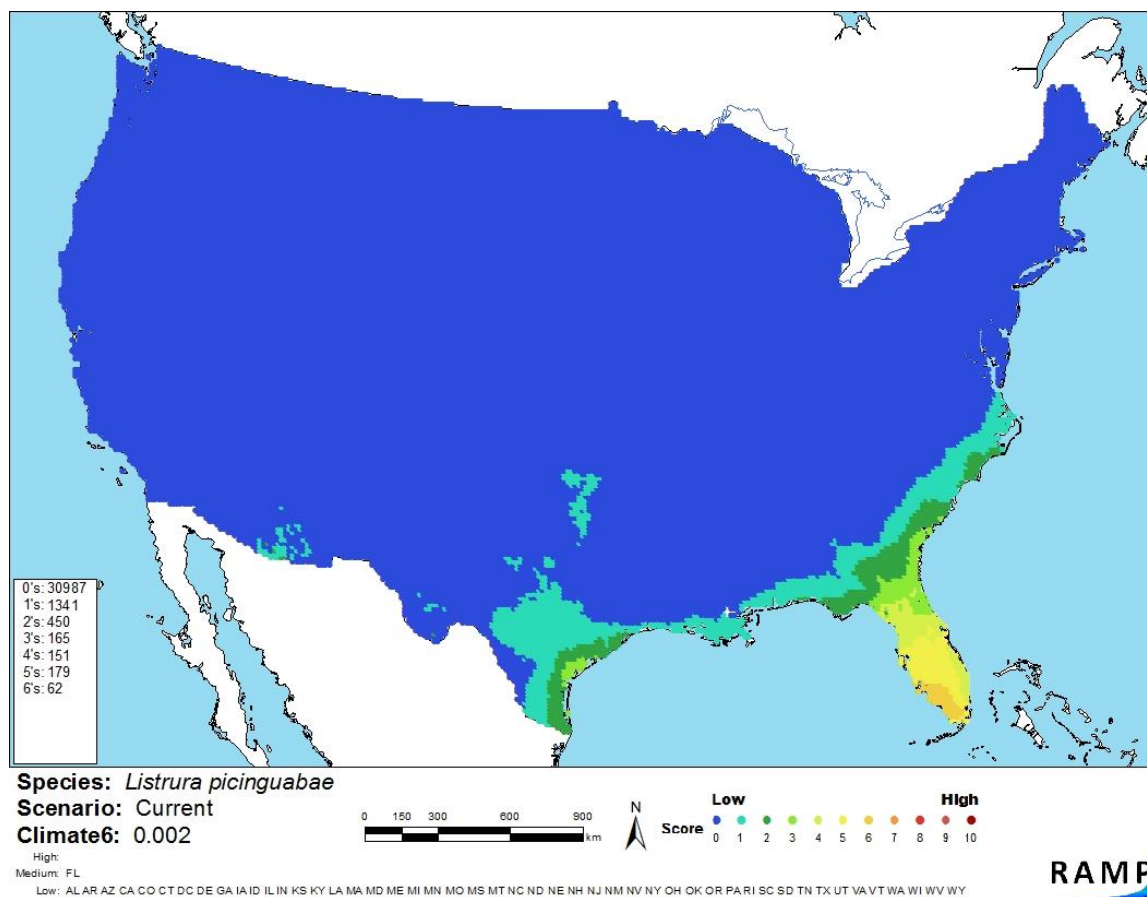 0's: 30987
1's: 1341
2's: 450
3's: 165
4's: 151
5's: 179
6's: 62
Species: Listrura picinguabae
Scenario: Current
Climate6: 0.002
High:
Medium: FL
Low: AL AR AZ CA CO CT DC DE GA IA ID IL IN KS KY LA MA MD ME MI MN MO MS MT NC ND NE NH NJ NM NV NY OH OK OR PA RI SC SD TN TX UT VA VT WA WI WV WY
0 150 300 600 900
km
N
Low High
Score
0 1 2 3 4 5 6 7 8 9 10
RAMP